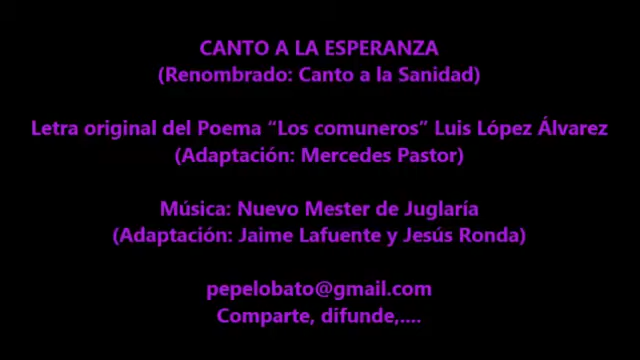 CANTO A LA ESPERANZA
(Renombrado: Canto a la Sanidad)
Letra original del Poema “Los comuneros” Luis López Álvarez
(Adaptación: Mercedes Pastor)
Música: Nuevo Mester de Juglaría
(Adaptación: Jaime Lafuente y Jesús Ronda)
pepelobato@gmail.com
Comparte, difunde,....